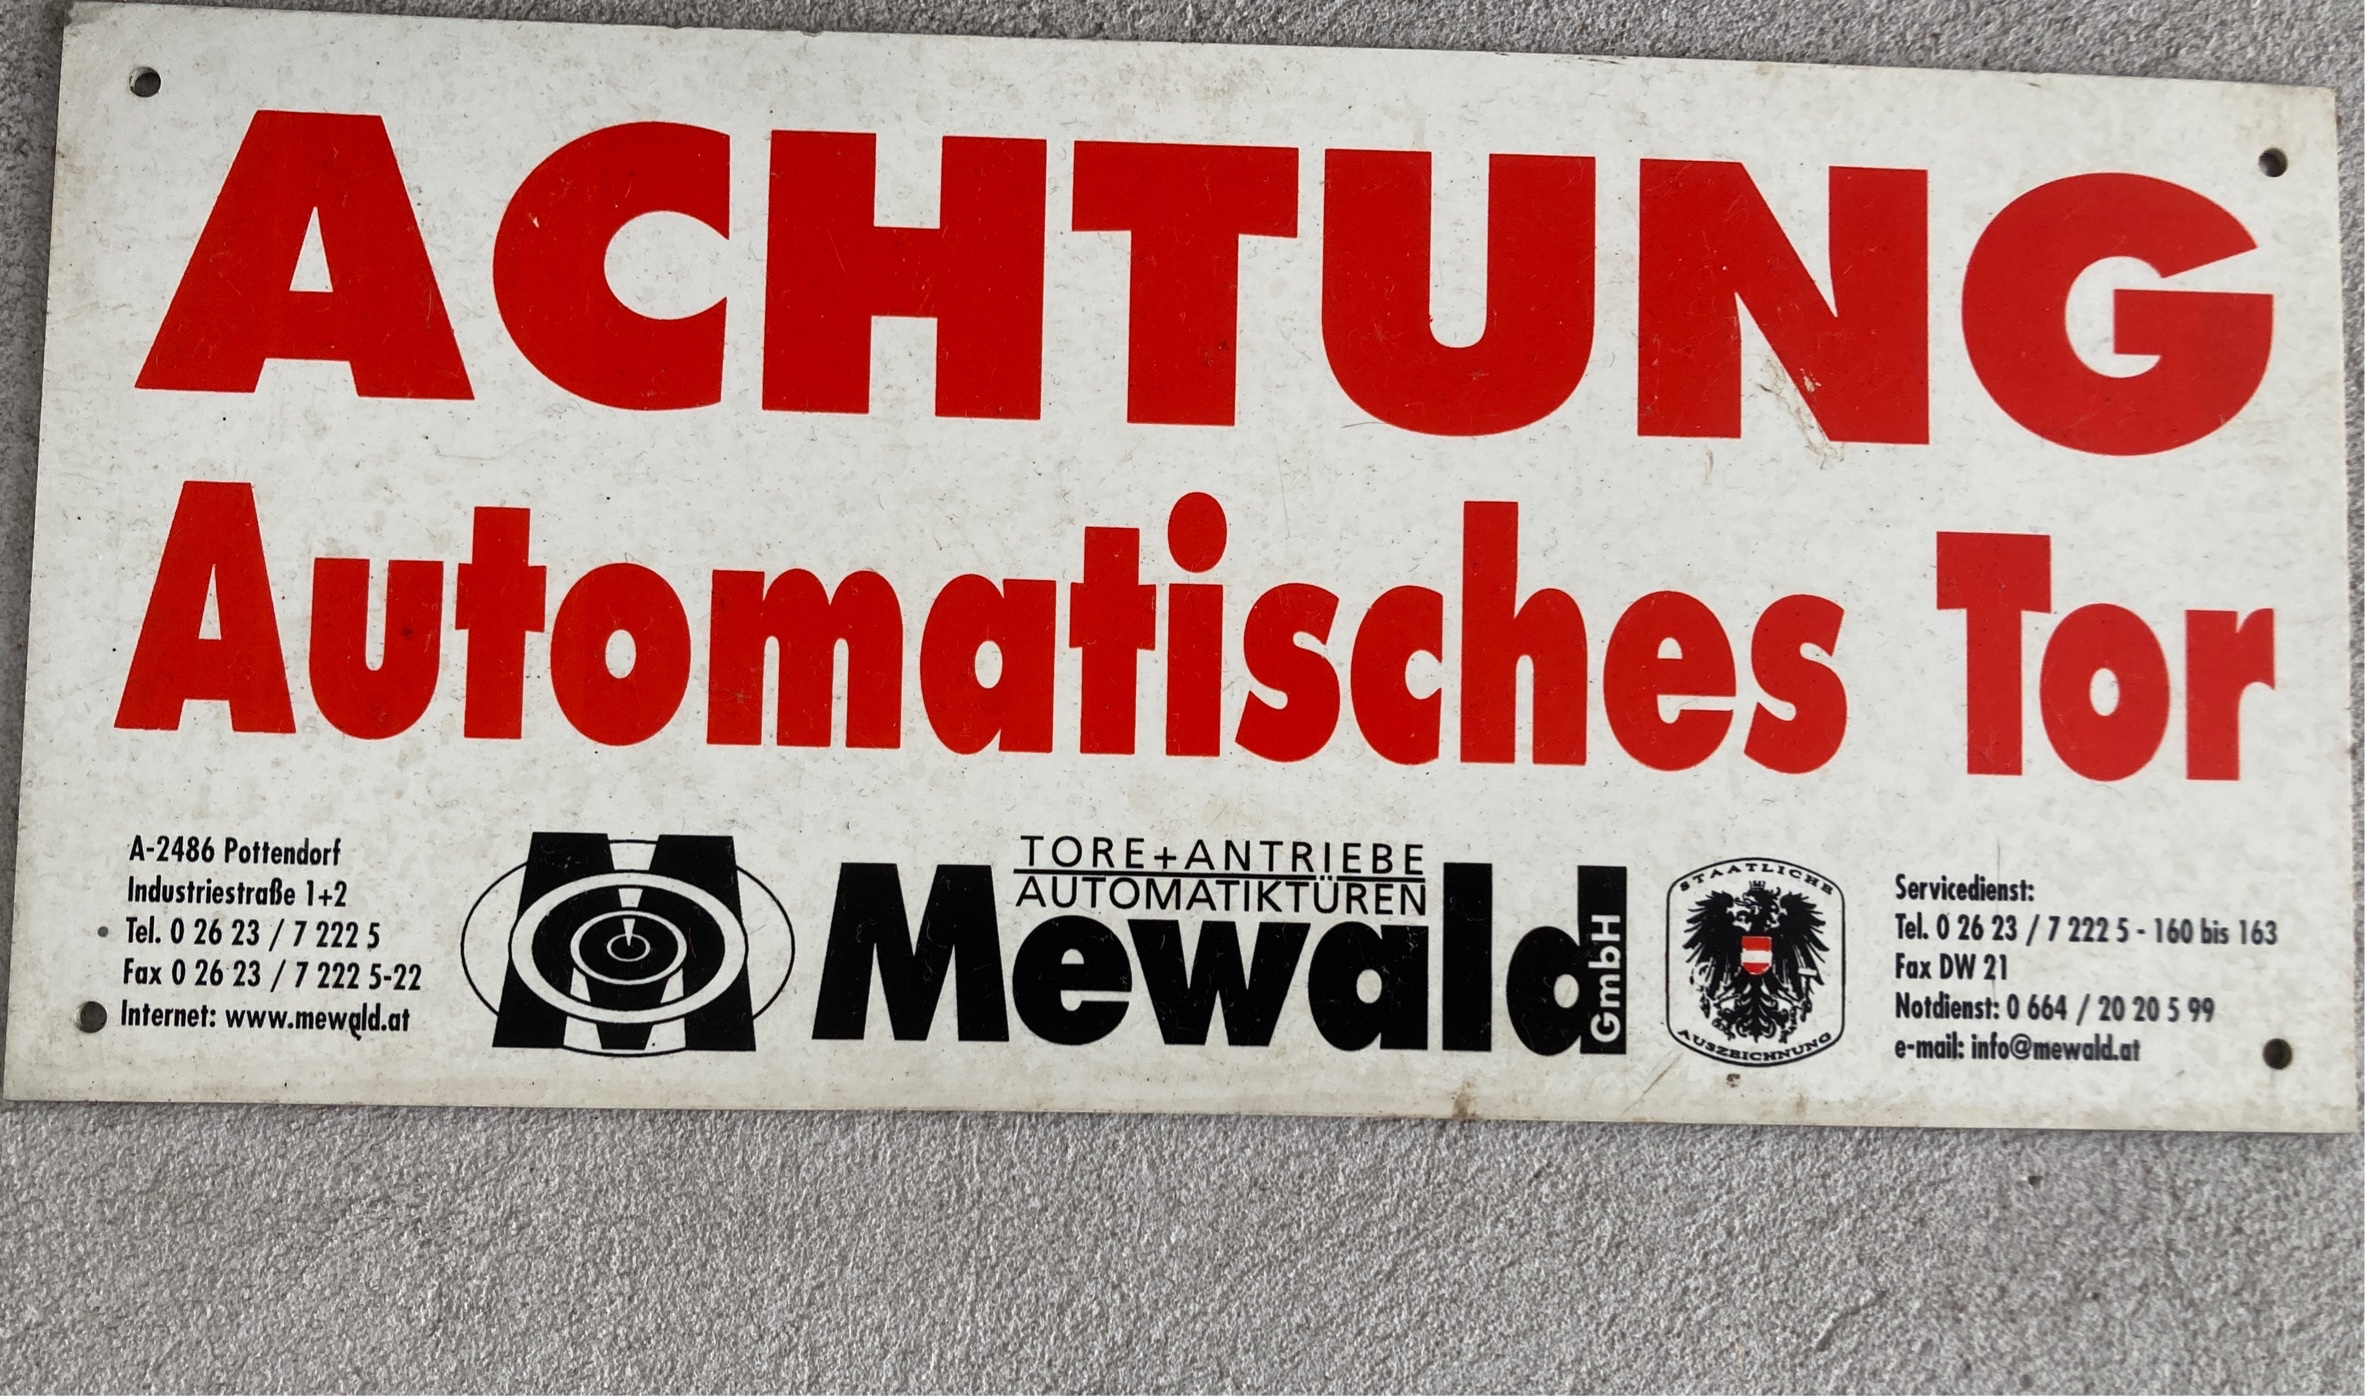 ACHTUNG
Automatisches Tor
A-2486 Pottendorf
Industriestraße 1+2
Tel. 0 26 23 / 7 222 5
Fax 0 26 23 / 7 222 5-22
Internet: www.mewald.at
TORE+ANTRIEBE
AUTOMATIKTÜREN
Mewald GmbH
STAATLICHE
AUSZEICHNUNG
Servicedienst:
Tel. 0 26 23 / 7 222 5 - 160 bis 163
Fax DW 21
Notdienst: 0 664 / 20 20 5 99
e-mail: info@mewald.at